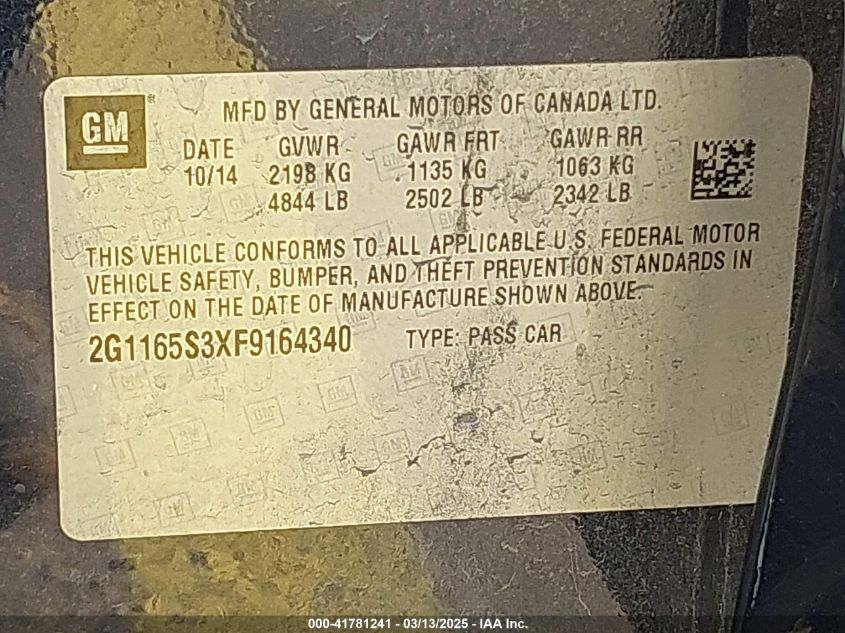 GM ® MFD BY GENERAL MOTORS OF CANADA LTD.
DATE GVWR GAWR FRT GAWR RR
10/14 2198 KG 1135 KG 1063 KG
4844 LB 2502 LB 2342 LB
THIS VEHICLE CONFORMS TO ALL APPLICABLE U.S. FEDERAL MOTOR
VEHICLE SAFETY, BUMPER, AND THEFT PREVENTION STANDARDS IN
EFFECT ON THE DATE OF MANUFACTURE SHOWN ABOVE.
2G1165S3XF9164340 TYPE: PASS CAR
000-41781241 - 03/13/2025 - IAA Inc.